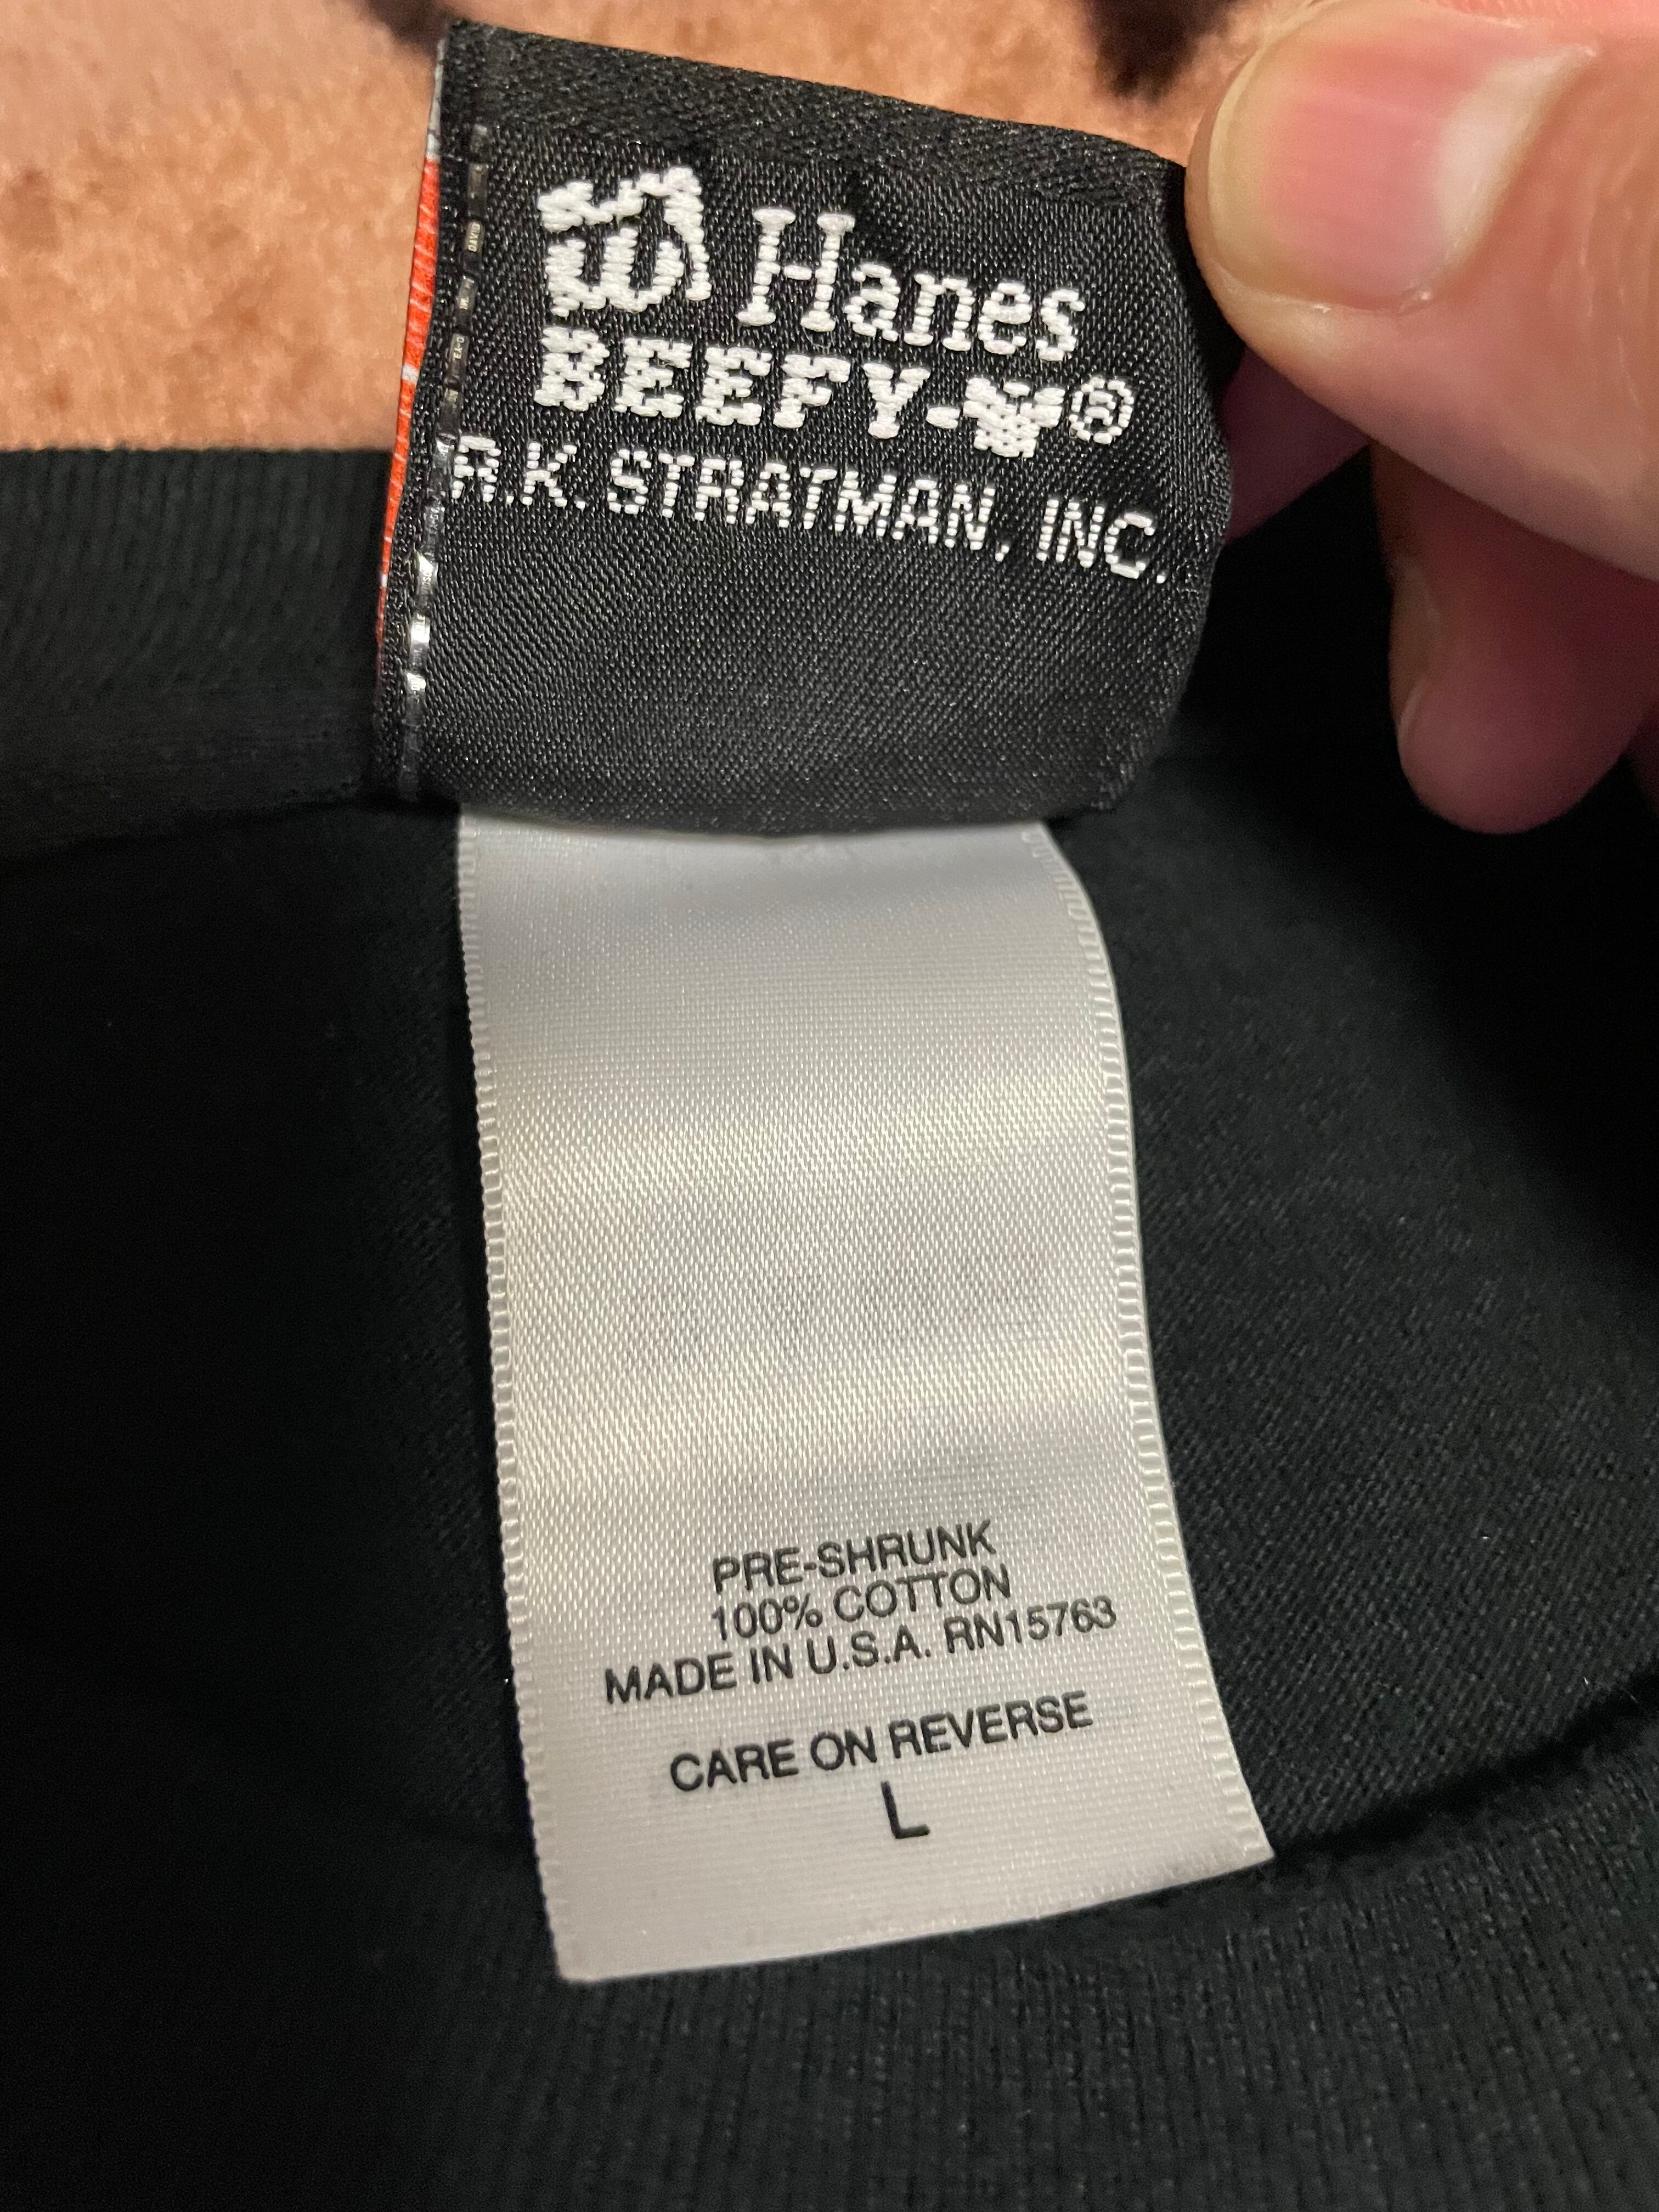 Hanes
BEEFY-T®
R.K. STRATMAN, INC.
PRE-SHRUNK
100% COTTON
MADE IN U.S.A. RN15763
CARE ON REVERSE
L